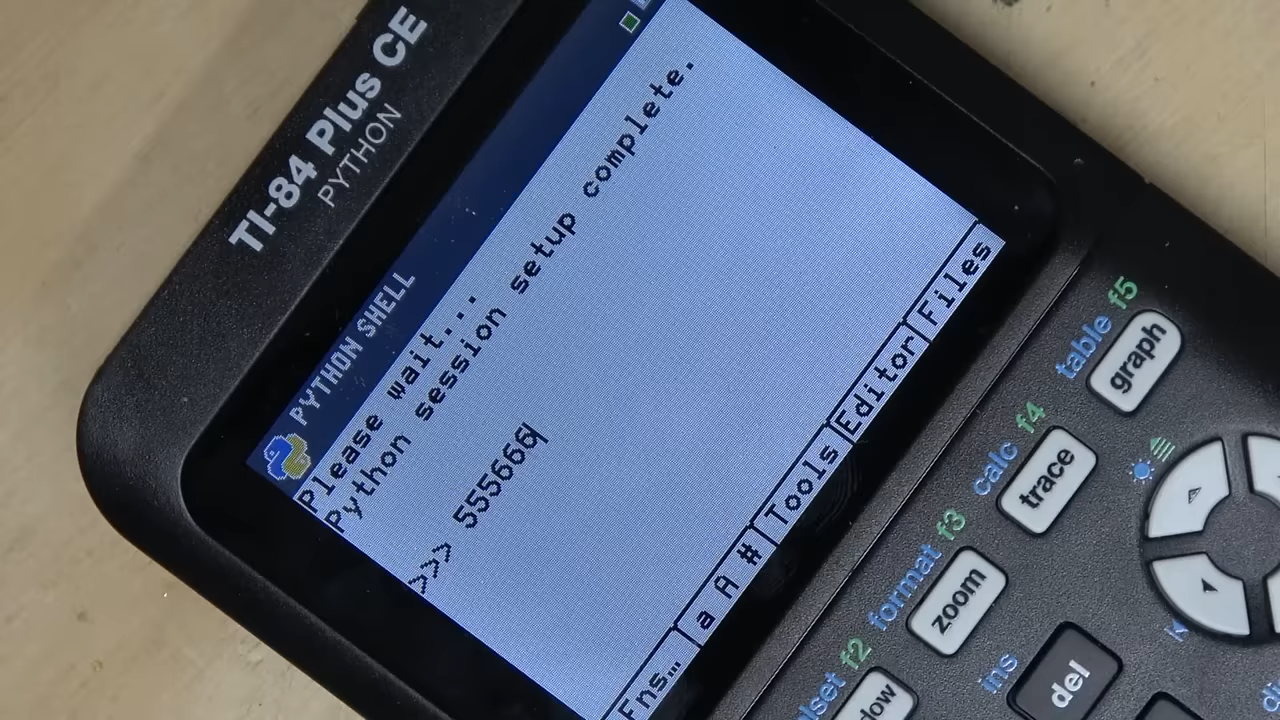 TI-84 Plus CE
PYTHON
PYTHON SHELL
Please wait...
Python session setup complete.
>>> 555666
Fns… a A # Tools Editor Files
table f5
graph
calc f4
trace
format f3
zoom
f2
ins
del